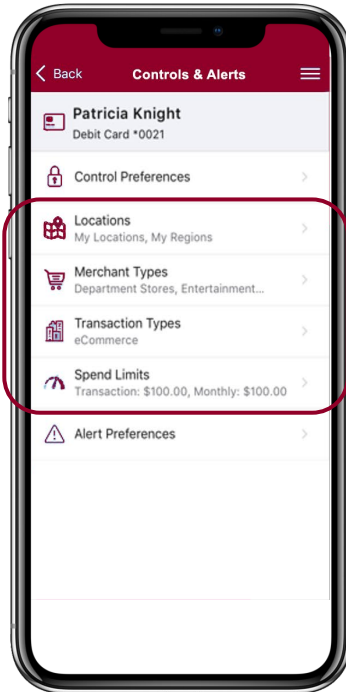 Back
Controls & Alerts
Patricia Knight
Debit Card *0021
Control Preferences
Locations
My Locations, My Regions
Merchant Types
Department Stores, Entertainment...
Transaction Types
eCommerce
Spend Limits
Transaction: $100.00, Monthly: $100.00
Alert Preferences